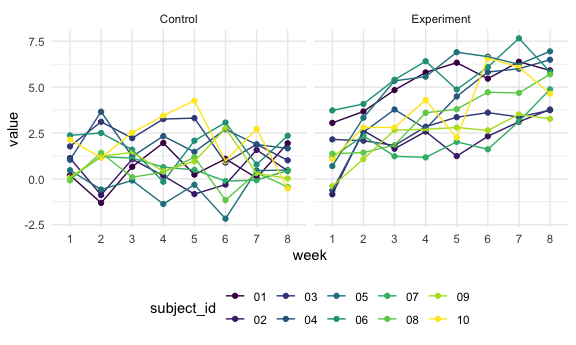 Control Experiment
7.5
5.0
2.5
0.0
-2.5
value
1 2 3 4 5 6 7 8 1 2 3 4 5 6 7 8
week
subject_id
01 03 05 07 09
02 04 06 08 10